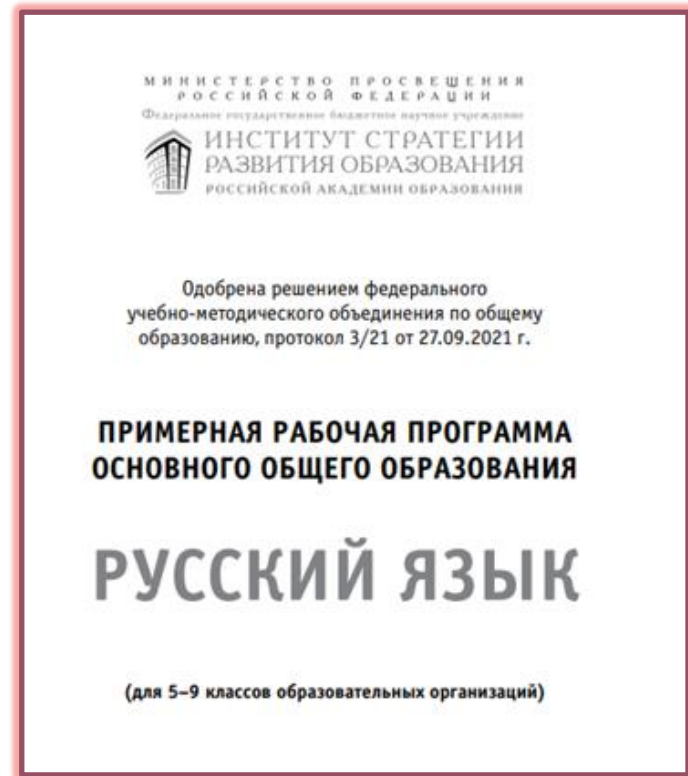 МИНИСТЕРСТВО ПРОСВЕЩЕНИЯ
РОССИЙСКОЙ ФЕДЕРАЦИИ
Федеральное государственное бюджетное научное учреждение
ИНСТИТУТ СТРАТЕГИИ
РАЗВИТИЯ ОБРАЗОВАНИЯ
РОССИЙСКОЙ АКАДЕМИИ ОБРАЗОВАНИЯ
Одобрена решением федерального
учебно-методического объединения по общему
образованию, протокол 3/21 от 27.09.2021 г.
ПРИМЕРНАЯ РАБОЧАЯ ПРОГРАММА
ОСНОВНОГО ОБЩЕГО ОБРАЗОВАНИЯ
РУССКИЙ ЯЗЫК
(для 5–9 классов образовательных организаций)